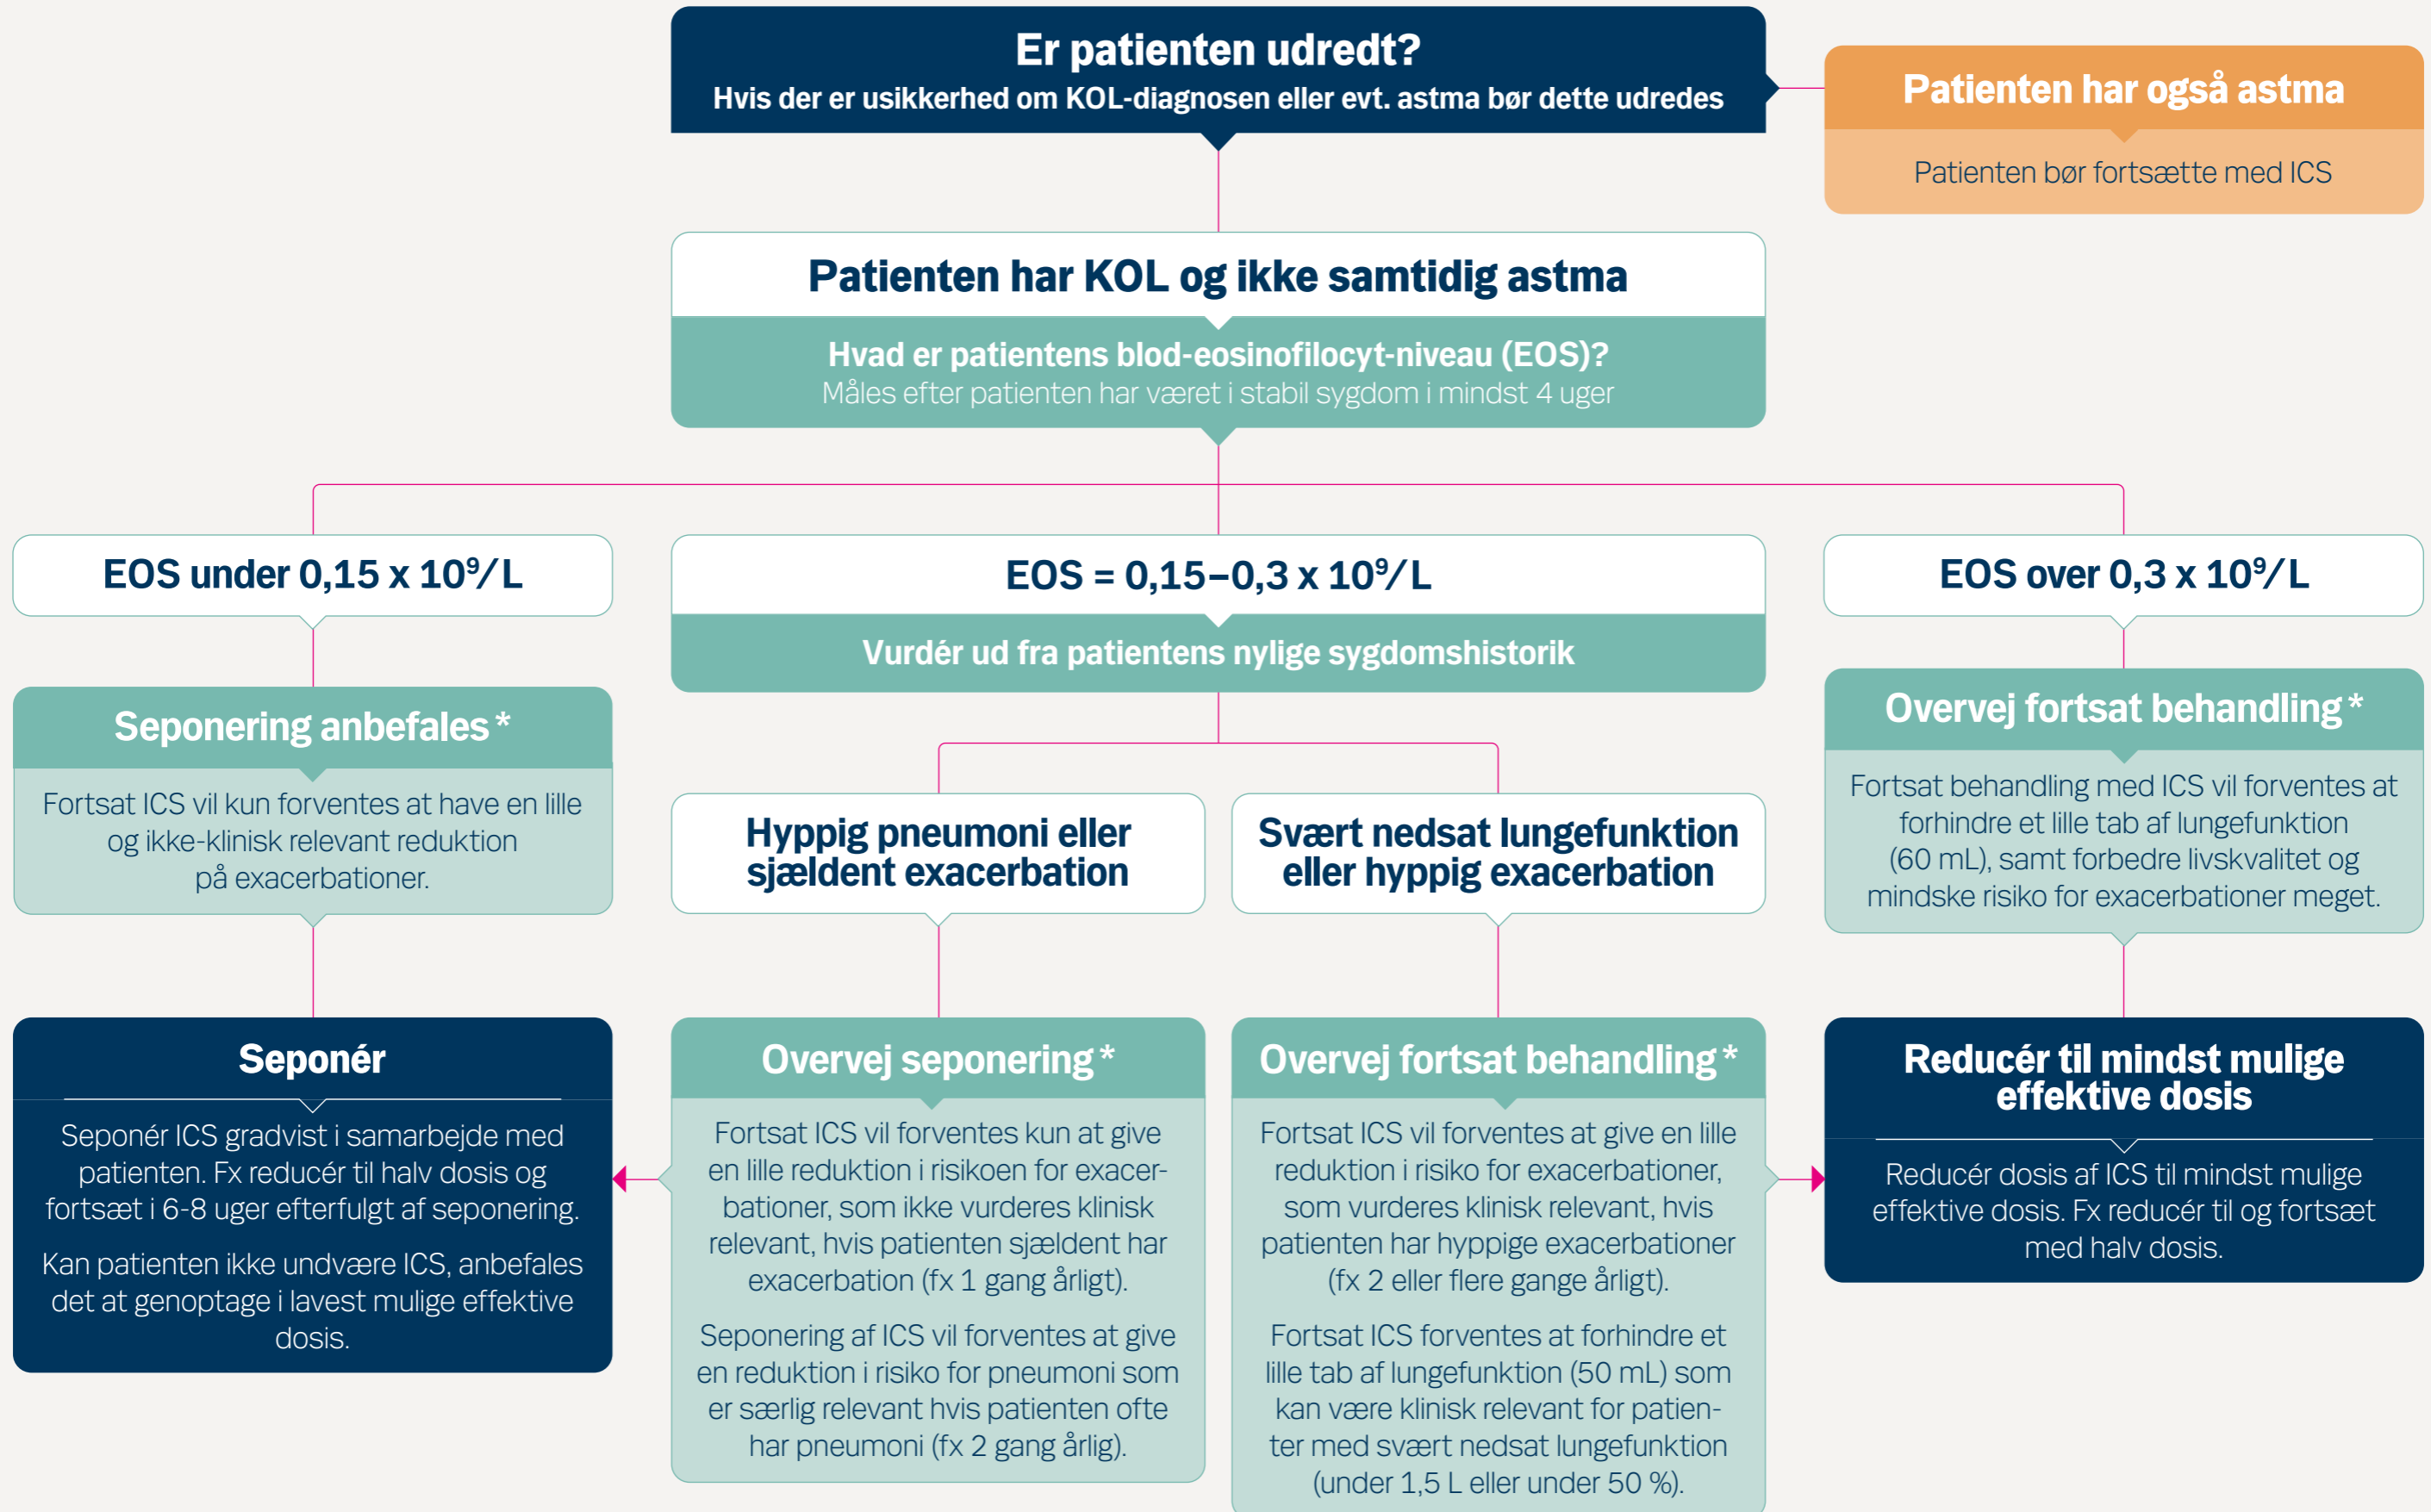 Er patienten udredt?
Hvis der er usikkerhed om KOL-diagnosen eller evt. astma bør dette udredes
Patienten har også astma
Patienten bør fortsætte med ICS
Patienten har KOL og ikke samtidig astma
Hvad er patientens blod-eosinofilocyt-niveau (EOS)?
Måles efter patienten har været i stabil sygdom i mindst 4 uger
EOS under 0,15 x 10⁹/L
Seponering anbefales *
Fortsat ICS vil kun forventes at have en lille
og ikke-klinisk relevant reduktion
på exacerbationer.
Seponér
Seponér ICS gradvist i samarbejde med
patienten. Fx reducér til halv dosis og
fortsæt i 6-8 uger efterfulgt af seponering.
Kan patienten ikke undvære ICS, anbefales
det at genoptage i lavest mulige effektive
dosis.
EOS = 0,15–0,3 x 10⁹/L
Vurdér ud fra patientens nylige sygdomshistorik
Hyppig pneumoni eller
sjældent exacerbation
Overvej seponering *
Fortsat ICS vil forventes kun at give
en lille reduktion i risikoen for exacer-
bationer, som ikke vurderes klinisk
relevant, hvis patienten sjældent har
exacerbation (fx 1 gang årligt).
Seponering af ICS vil forventes at give
en reduktion i risiko for pneumoni som
er særlig relevant hvis patienten ofte
har pneumoni (fx 2 gang årlig).
Svært nedsat lungefunktion
eller hyppig exacerbation
Overvej fortsat behandling *
Fortsat ICS vil forventes at give en lille
reduktion i risiko for exacerbationer,
som vurderes klinisk relevant, hvis
patienten har hyppige exacerbationer
(fx 2 eller flere gange årligt).
Fortsat ICS forventes at forhindre et
lille tab af lungefunktion (50 mL) som
kan være klinisk relevant for patien-
ter med svært nedsat lungefunktion
(under 1,5 L eller under 50 %).
EOS over 0,3 x 10⁹/L
Overvej fortsat behandling *
Fortsat behandling med ICS vil forventes at
forhindre et lille tab af lungefunktion
(60 mL), samt forbedre livskvalitet og
mindske risiko for exacerbationer meget.
Reducér til mindst mulige
effektive dosis
Reducér dosis af ICS til mindst mulige
effektive dosis. Fx reducér til og fortsæt
med halv dosis.